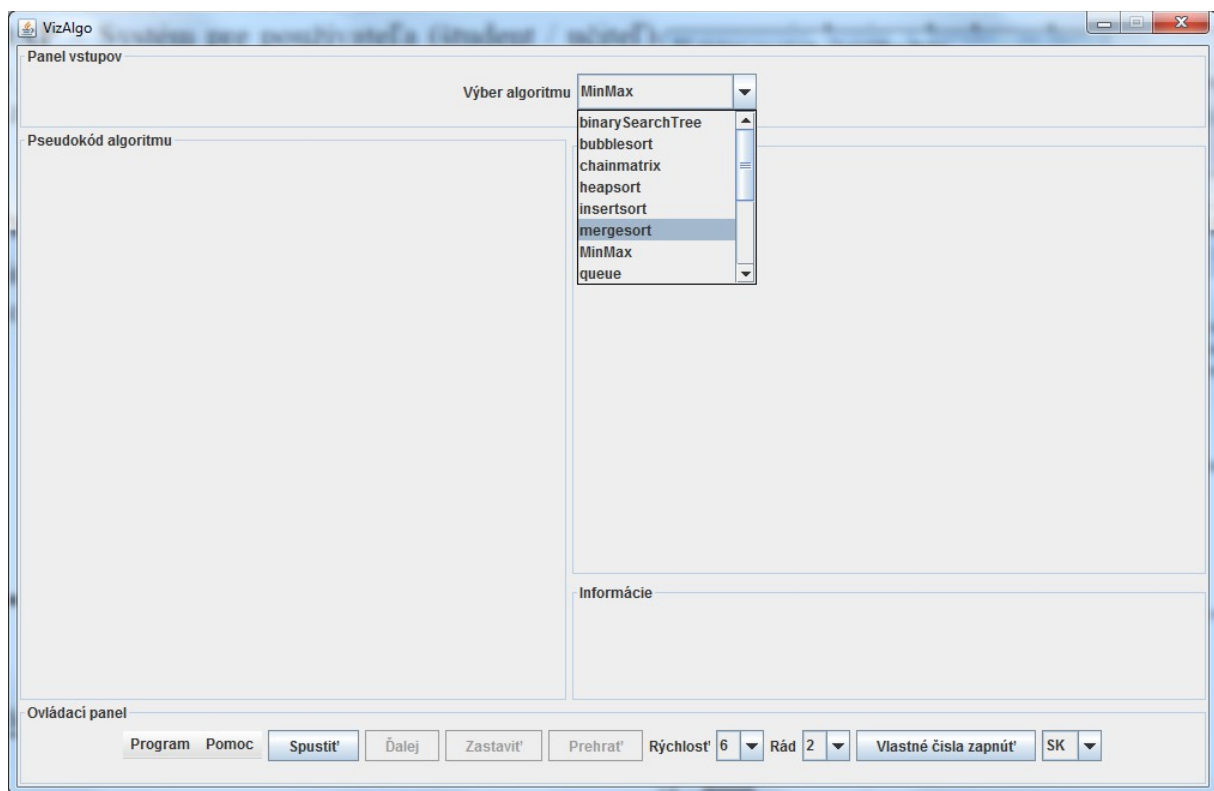 VizAlgo
Panel vstupov
Výber algoritmu MinMax
binarySearchTree
bubblesort
chainmatrix
heapsort
insertsort
mergesort
MinMax
queue
Pseudokód algoritmu
Informácie
Ovládací panel
Program Pomoc Spustiť Ďalej Zastaviť Prehrať Rýchlosť 6 Rád 2 Vlastné čisla zapnúť SK